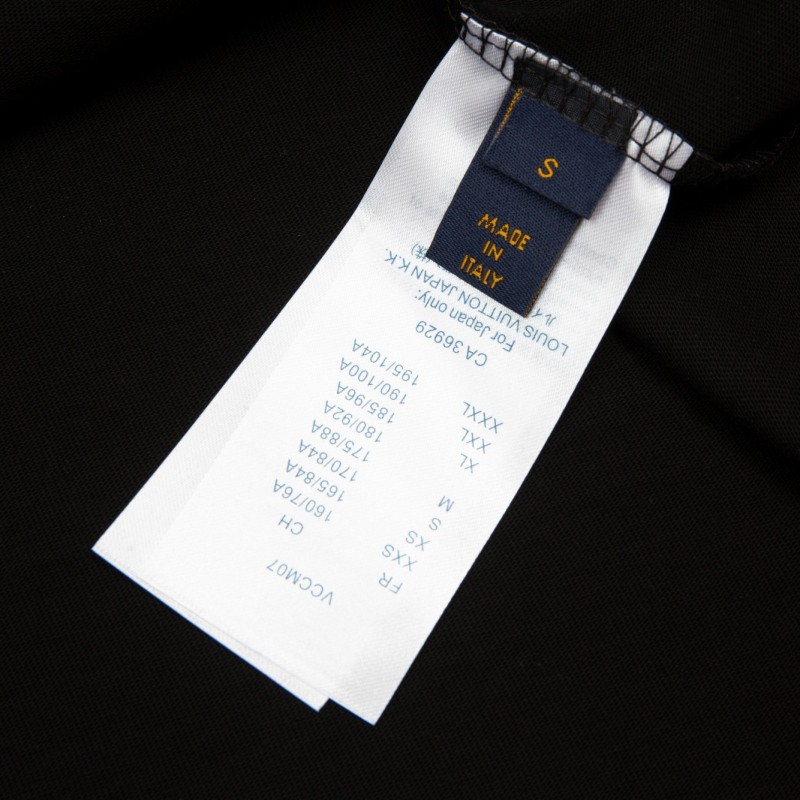 S
MADE
IN
ITALY
VCCM07
FR CH
XXS 160/76A
XS 165/84A
S 170/84A
M 175/88A
180/92A
XL 185/96A
XXL 190/100A
XXXL 195/104A
CA 36929
For Japan only:
LOUIS VUITTON JAPAN K.K.